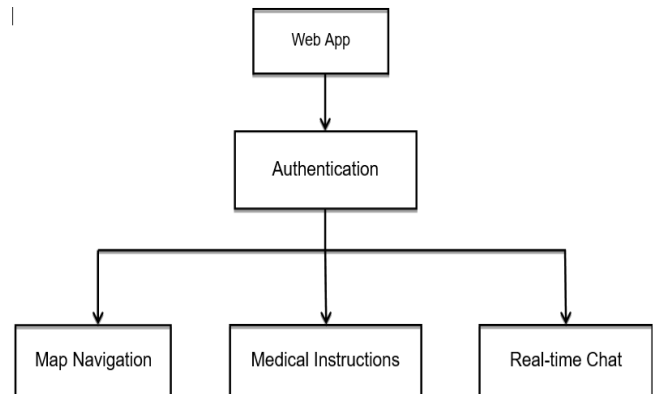 Web App
Authentication
Map Navigation
Medical Instructions
Real-time Chat